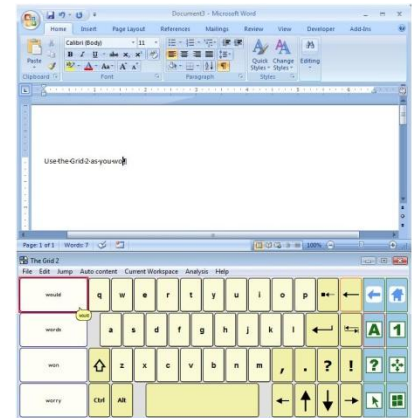 Document3 - Microsoft Word
Home Insert Page Layout References Mailings Review View Developer Add-Ins
Paste
Calibri (Body) 11
Quick Styles
Change Styles
Editing
Clipboard Font Paragraph Styles
Use·the·Grid·2·as·you·wo¶
Page: 1 of 1 Words: 7 100%
The Grid 2
File Edit Jump Auto content Current Workspace Analysis Help
would q w e r t y u i o p
words a s d f g h j k l A 1
won z x c v b n m , . ? ! ?
worry Ctrl Alt